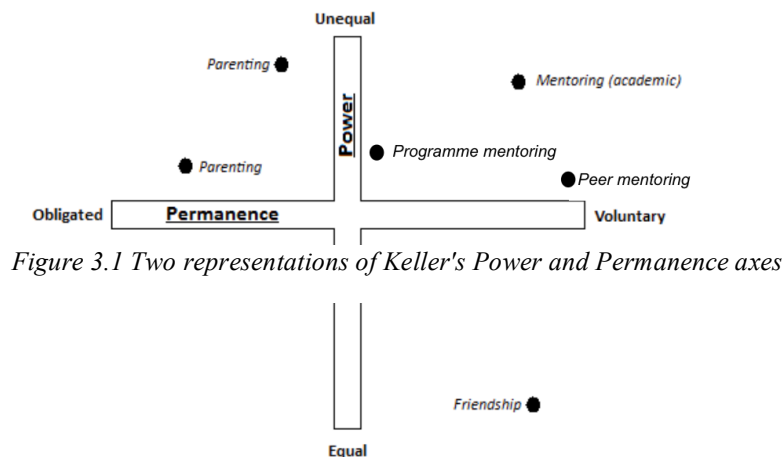 Unequal
Parenting
Mentoring (academic)
Power
Programme mentoring
Parenting
Peer mentoring
Obligated
Permanence
Voluntary
Figure 3.1 Two representations of Keller's Power and Permanence axes
Friendship
Equal